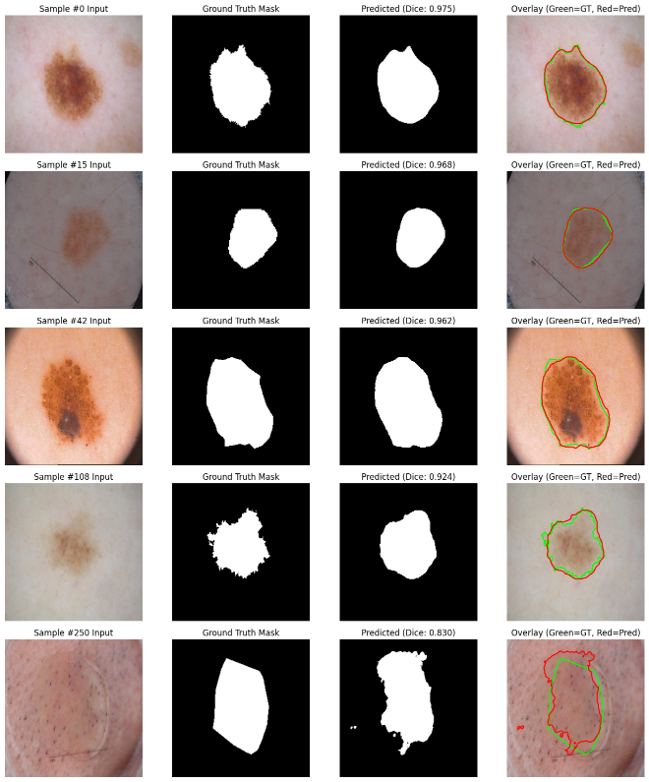 Sample #0 Input Ground Truth Mask Predicted (Dice: 0.975) Overlay (Green=GT, Red=Pred)
Sample #15 Input Ground Truth Mask Predicted (Dice: 0.968) Overlay (Green=GT, Red=Pred)
Sample #42 Input Ground Truth Mask Predicted (Dice: 0.962) Overlay (Green=GT, Red=Pred)
Sample #108 Input Ground Truth Mask Predicted (Dice: 0.924) Overlay (Green=GT, Red=Pred)
Sample #250 Input Ground Truth Mask Predicted (Dice: 0.830) Overlay (Green=GT, Red=Pred)